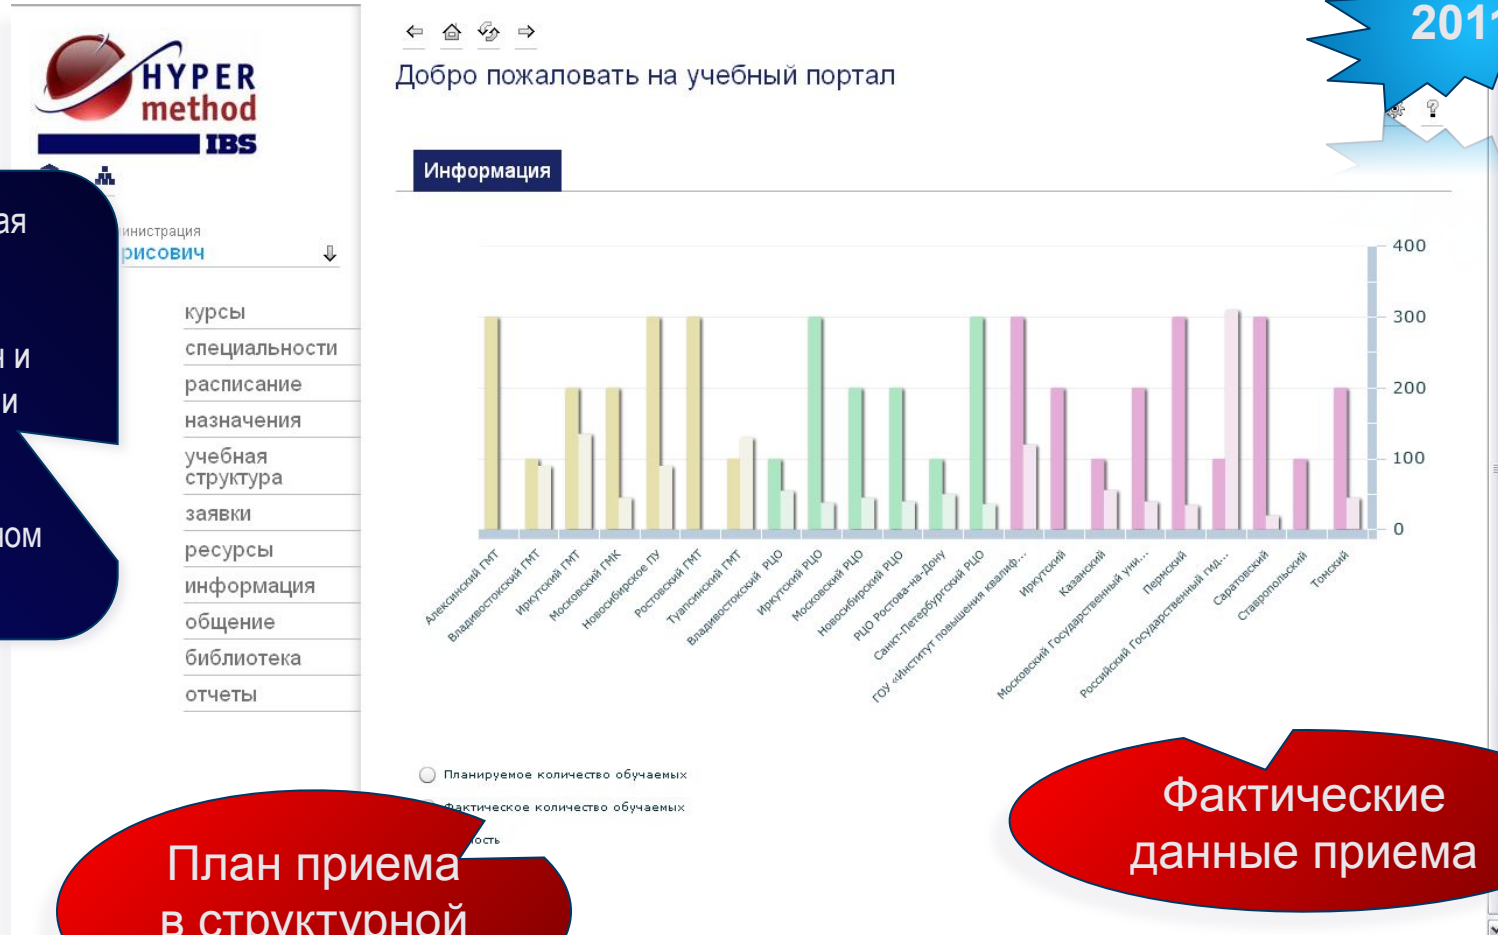 HYPER
method
IBS
Добро пожаловать на учебный портал
Информация
рисович
курсы
специальности
расписание
назначения
учебная
структура
заявки
ресурсы
информация
общение
библиотека
отчеты
400
300
200
100
0
Алексинский ГМТ
Владивостокский ГМТ
Иркутский ГМТ
Московский ГМК
Новосибирское ПУ
Ростовский ГМТ
Туапсинский ГМТ
Владивостокский РЦО
Иркутский РЦО
Московский РЦО
Новосибирский РЦО
РЦО Ростова-на-Дону
Санкт-Петербургский РЦО
ГОУ «Институт повышения квалиф...
Иркутский
Казанский
Московский Государственный уни...
Пермский
Российский Государственный гид...
Саратовский
Ставропольский
Томский
Планируемое количество обучаемых
Фактическое количество обучаемых
План приема
в структурной
Фактические
данные приема